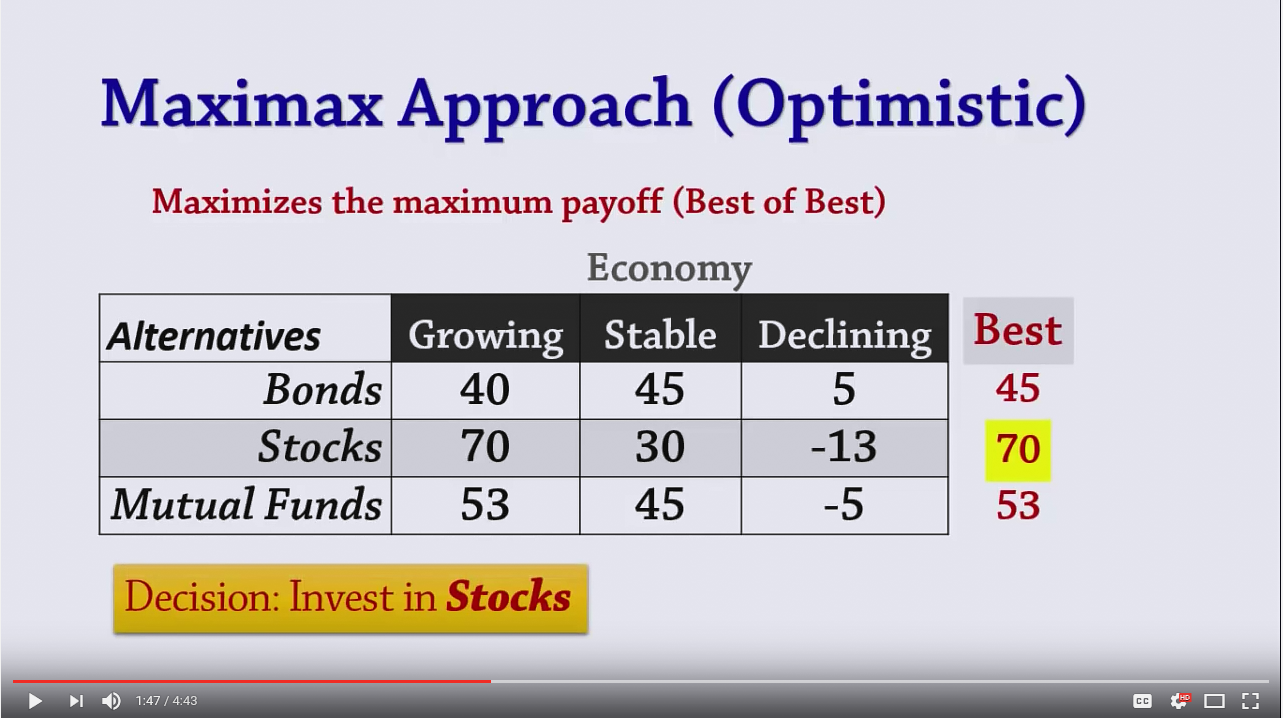 Maximax Approach (Optimistic)
Maximizes the maximum payoff (Best of Best)
Economy
Alternatives Growing Stable Declining Best
Bonds 40 45 5 45
Stocks 70 30 -13 70
Mutual Funds 53 45 -5 53
Decision: Invest in Stocks
1:47 / 4:43 CC HD